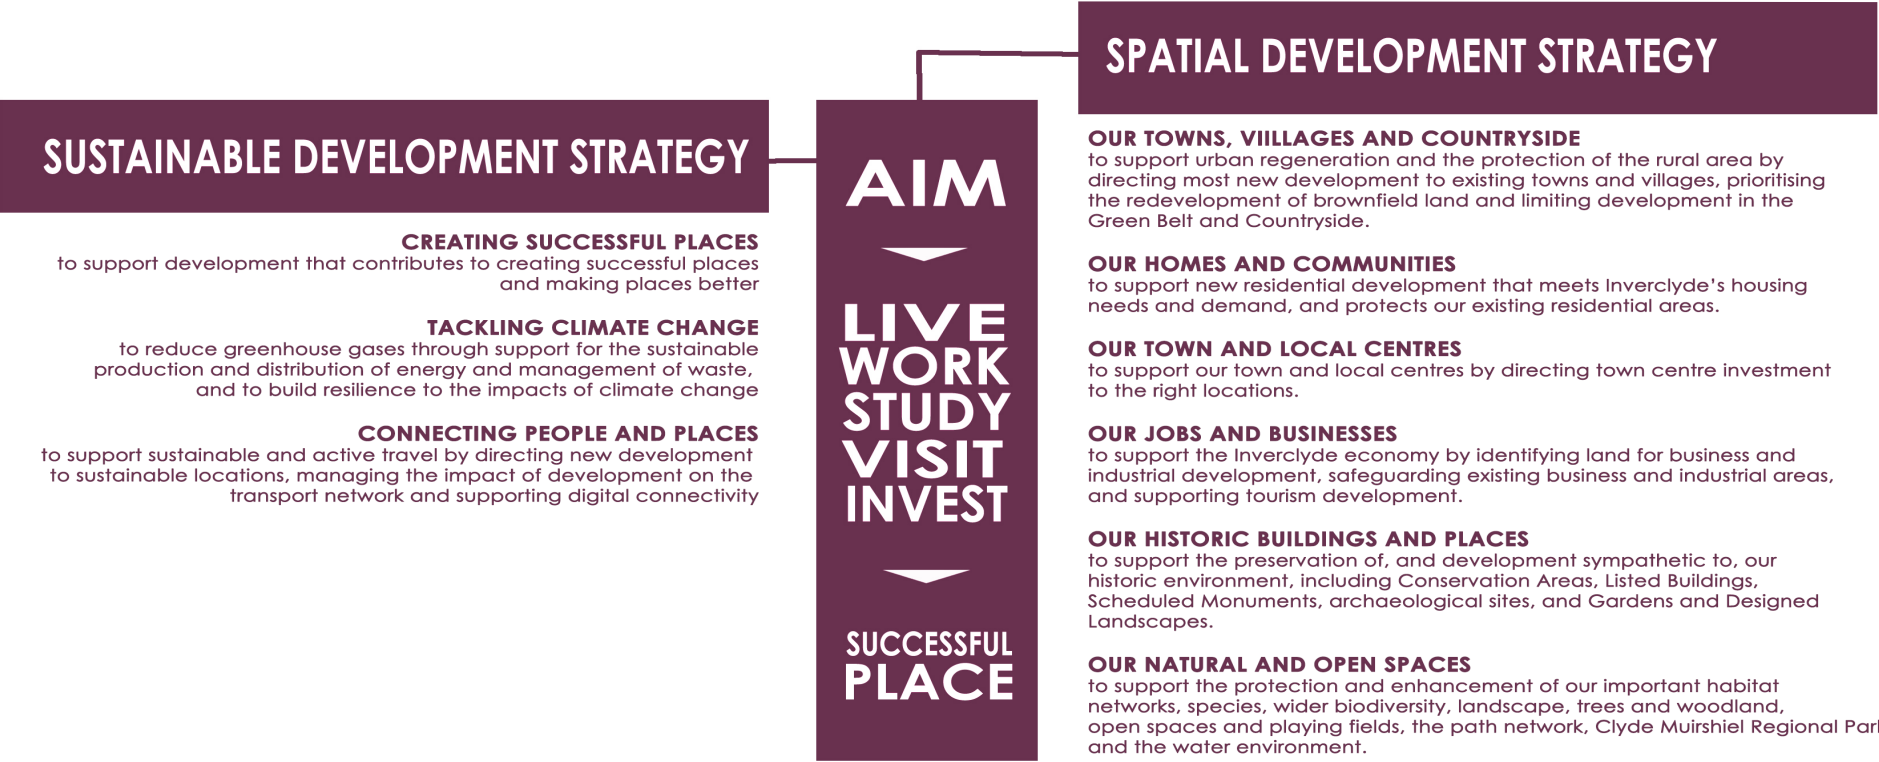 SUSTAINABLE DEVELOPMENT STRATEGY
CREATING SUCCESSFUL PLACES
to support development that contributes to creating successful places
and making places better
TACKLING CLIMATE CHANGE
to reduce greenhouse gases through support for the sustainable
production and distribution of energy and management of waste,
and to build resilience to the impacts of climate change
CONNECTING PEOPLE AND PLACES
to support sustainable and active travel by directing new development
to sustainable locations, managing the impact of development on the
transport network and supporting digital connectivity
AIM
LIVE
WORK
STUDY
VISIT
INVEST
SUCCESSFUL
PLACE
SPATIAL DEVELOPMENT STRATEGY
OUR TOWNS, VIILLAGES AND COUNTRYSIDE
to support urban regeneration and the protection of the rural area by
directing most new development to existing towns and villages, prioritising
the redevelopment of brownfield land and limiting development in the
Green Belt and Countryside.
OUR HOMES AND COMMUNITIES
to support new residential development that meets Inverclyde's housing
needs and demand, and protects our existing residential areas.
OUR TOWN AND LOCAL CENTRES
to support our town and local centres by directing town centre investment
to the right locations.
OUR JOBS AND BUSINESSES
to support the Inverclyde economy by identifying land for business and
industrial development, safeguarding existing business and industrial areas,
and supporting tourism development.
OUR HISTORIC BUILDINGS AND PLACES
to support the preservation of, and development sympathetic to, our
historic environment, including Conservation Areas, Listed Buildings,
Scheduled Monuments, archaeological sites, and Gardens and Designed
Landscapes.
OUR NATURAL AND OPEN SPACES
to support the protection and enhancement of our important habitat
networks, species, wider biodiversity, landscape, trees and woodland,
open spaces and playing fields, the path network, Clyde Muirshiel Regional Park
and the water environment.